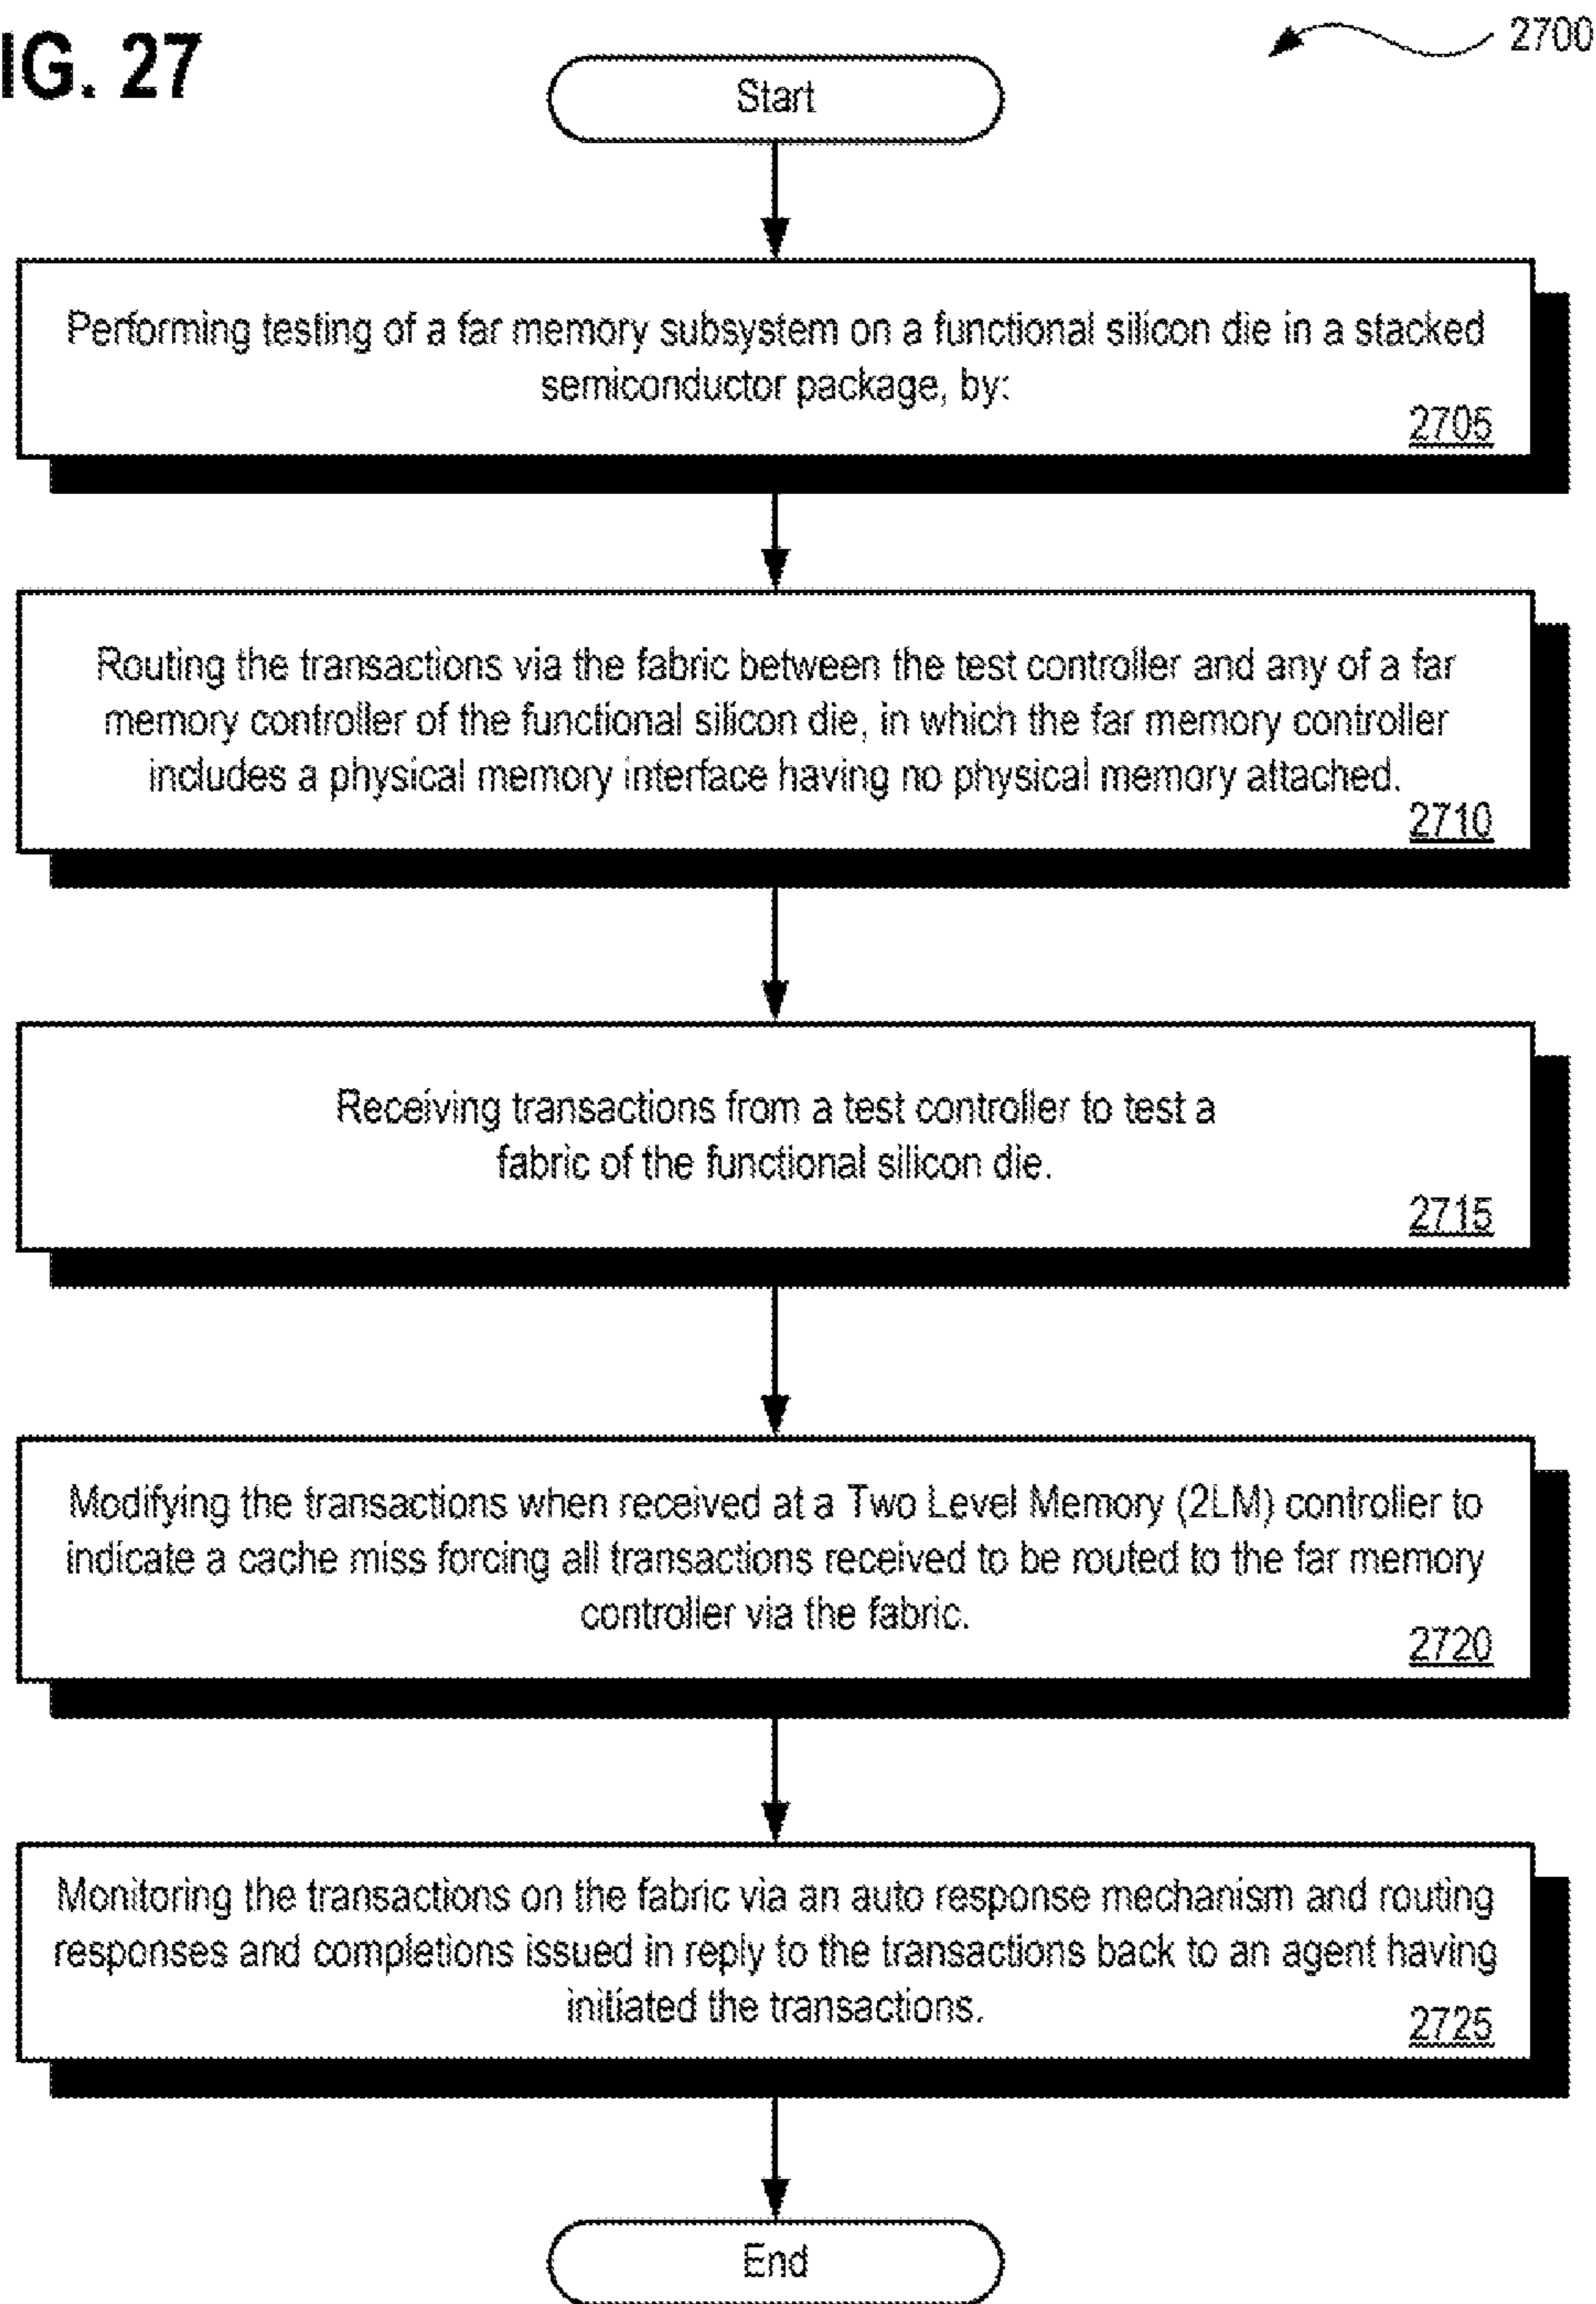 IG. 27
2700
Start
Performing testing of a far memory subsystem on a functional silicon die in a stacked
semiconductor package, by:
2705
Routing the transactions via the fabric between the test controller and any of a far
memory controller of the functional silicon die, in which the far memory controller
includes a physical memory interface having no physical memory attached.
2710
Receiving transactions from a test controller to test a
fabric of the functional silicon die.
2715
Modifying the transactions when received at a Two Level Memory (2LM) controller to
indicate a cache miss forcing all transactions received to be routed to the far memory
controller via the fabric.
2720
Monitoring the transactions on the fabric via an auto response mechanism and routing
responses and completions issued in reply to the transactions back to an agent having
initiated the transactions.
2725
End